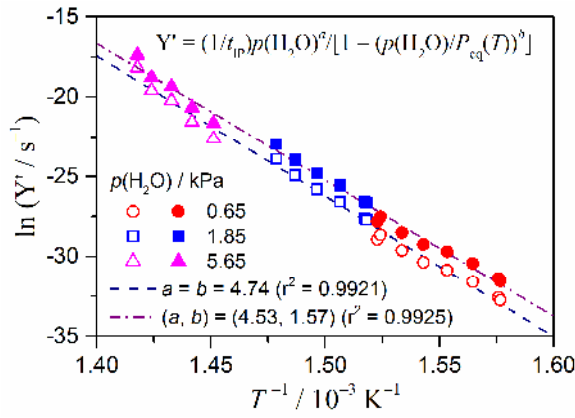 -15
Y' = (1/t_IP)p(H₂O)^a/[1 − (p(H₂O)/P_eq(T))^b]
-20
-25
-30
-35
ln (Y' / s⁻¹)
p(H₂O) / kPa
0.65
1.85
5.65
a = b = 4.74 (r² = 0.9921)
(a, b) = (4.53, 1.57) (r² = 0.9925)
1.40 1.45 1.50 1.55 1.60
T⁻¹ / 10⁻³ K⁻¹